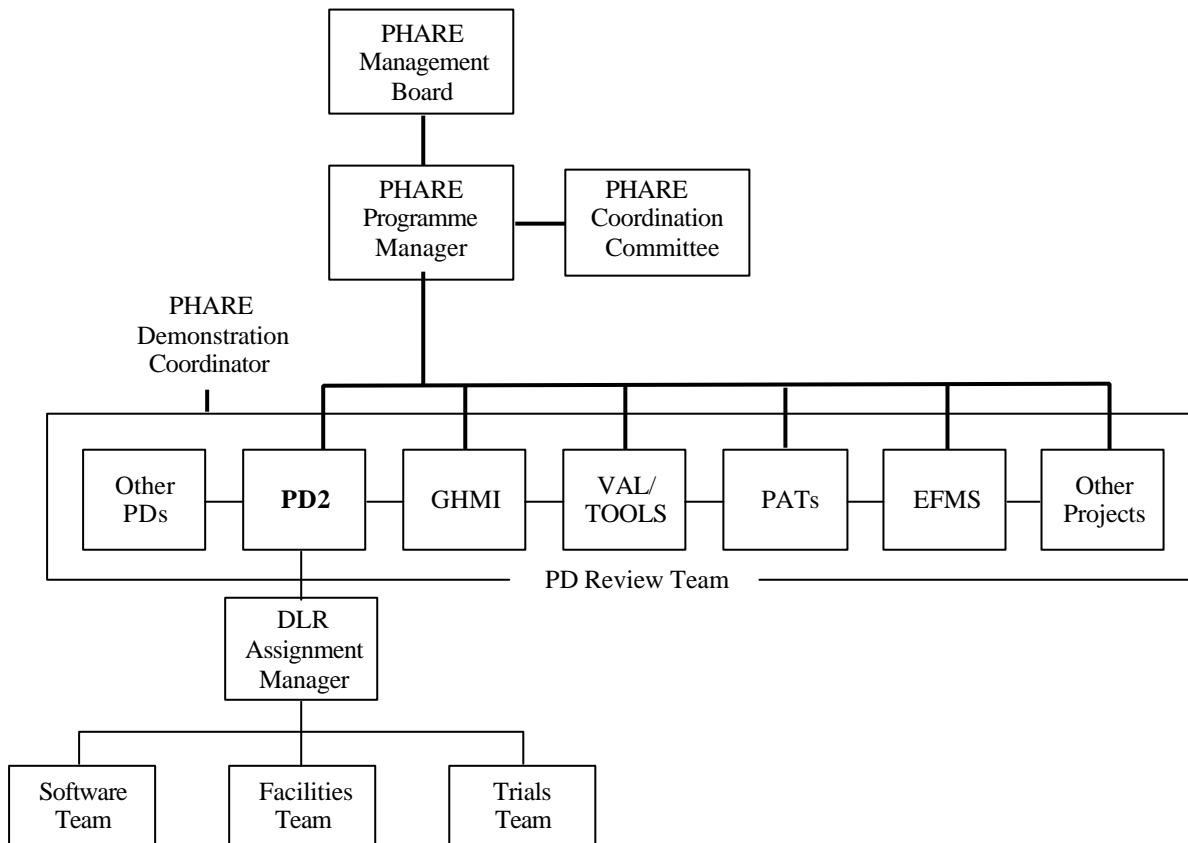 PHARE
Management
Board
PHARE
Programme
Manager
PHARE
Coordination
Committee
PHARE
Demonstration
Coordinator
Other
PDs
PD2
GHMI
VAL/
TOOLS
PATs
EFMS
Other
Projects
PD Review Team
DLR
Assignment
Manager
Software
Team
Facilities
Team
Trials
Team